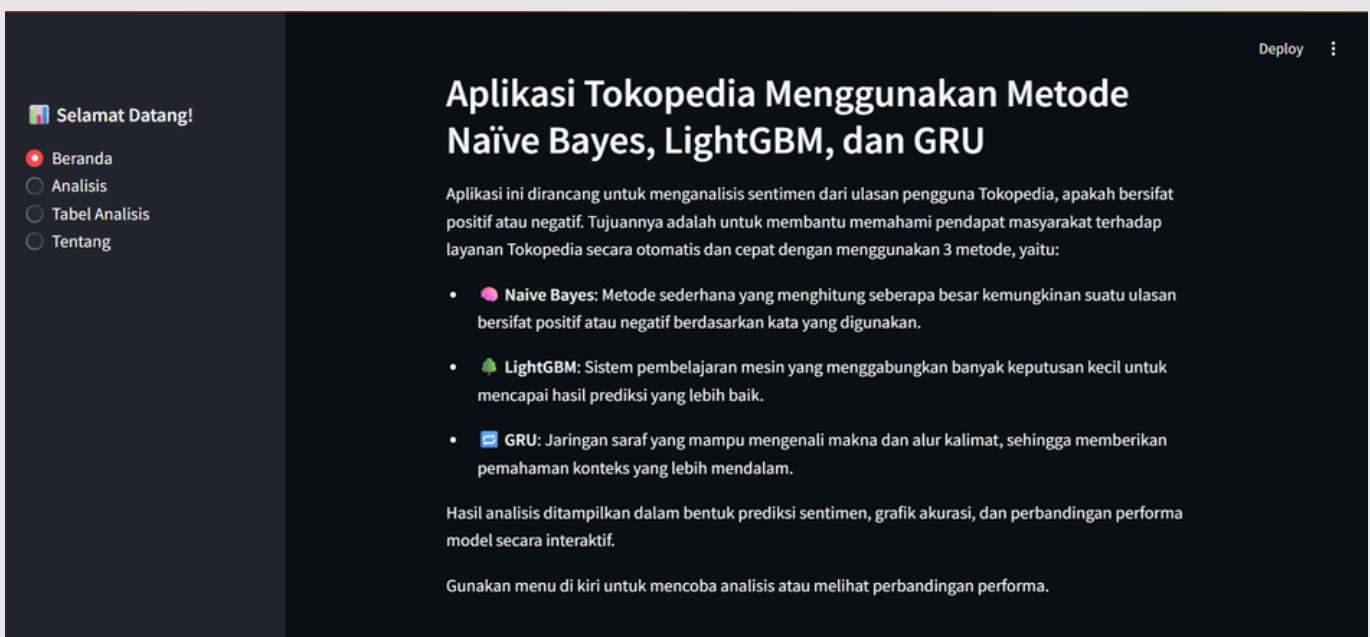 Deploy
Selamat Datang!
Beranda
Analisis
Tabel Analisis
Tentang
Aplikasi Tokopedia Menggunakan Metode
Naïve Bayes, LightGBM, dan GRU
Aplikasi ini dirancang untuk menganalisis sentimen dari ulasan pengguna Tokopedia, apakah bersifat
positif atau negatif. Tujuannya adalah untuk membantu memahami pendapat masyarakat terhadap
layanan Tokopedia secara otomatis dan cepat dengan menggunakan 3 metode, yaitu:
• Naive Bayes: Metode sederhana yang menghitung seberapa besar kemungkinan suatu ulasan
bersifat positif atau negatif berdasarkan kata yang digunakan.
• LightGBM: Sistem pembelajaran mesin yang menggabungkan banyak keputusan kecil untuk
mencapai hasil prediksi yang lebih baik.
• GRU: Jaringan saraf yang mampu mengenali makna dan alur kalimat, sehingga memberikan
pemahaman konteks yang lebih mendalam.
Hasil analisis ditampilkan dalam bentuk prediksi sentimen, grafik akurasi, dan perbandingan performa
model secara interaktif.
Gunakan menu di kiri untuk mencoba analisis atau melihat perbandingan performa.